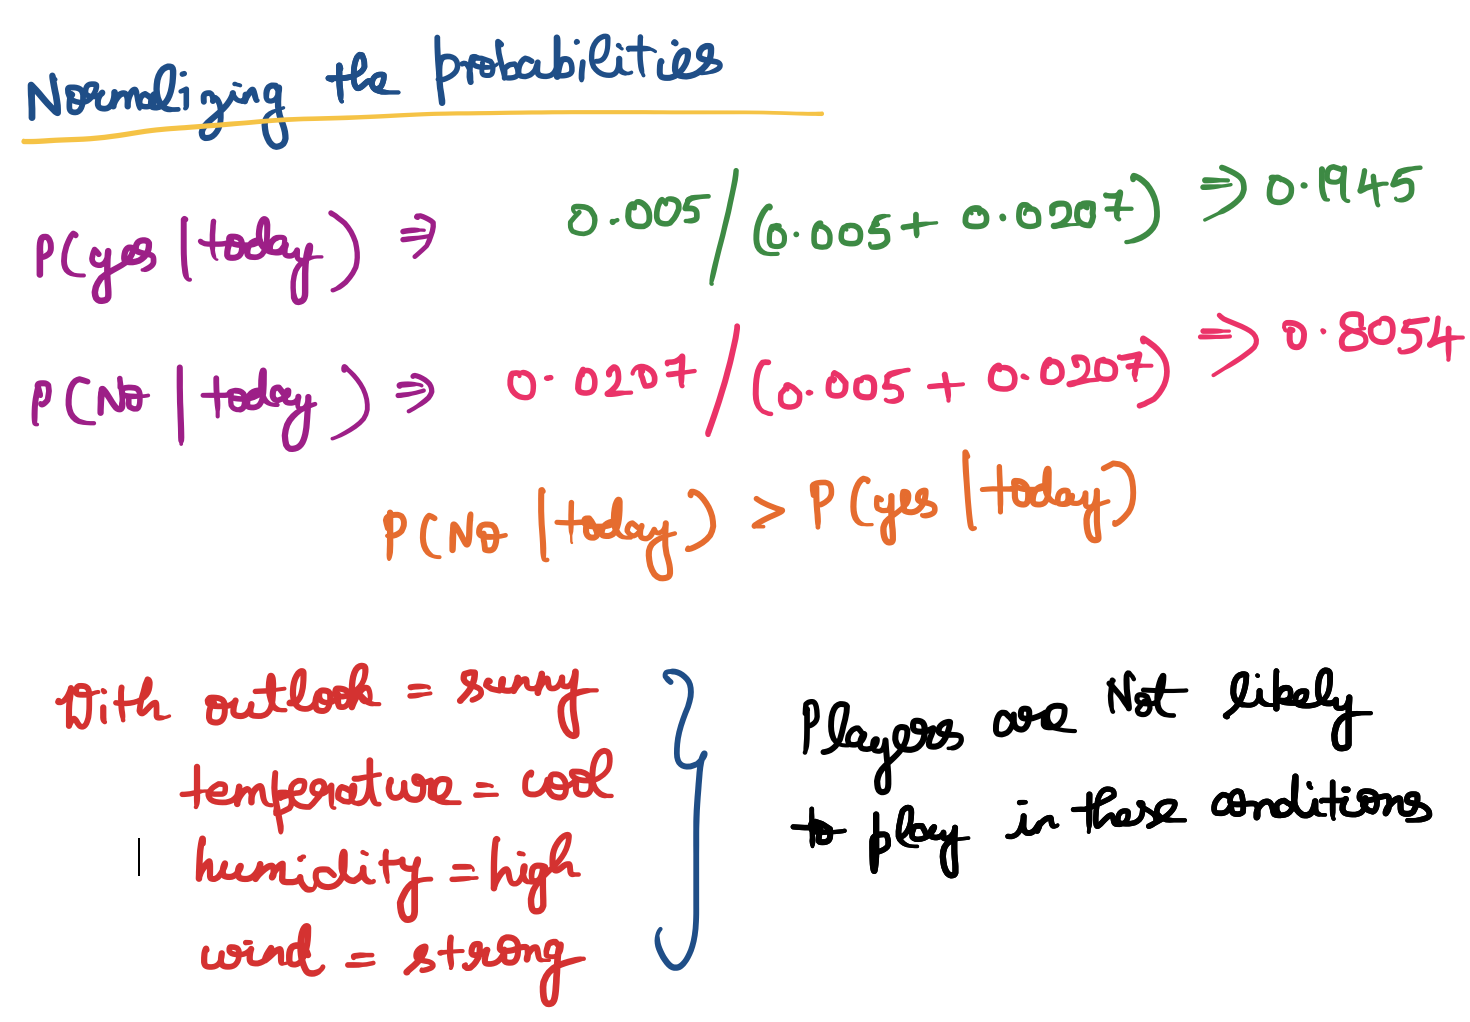 Normalizing the probabilities
P(yes | today) ⇒ 0.005/(0.005 + 0.0207) ⇒ 0.1945
P(No | today) ⇒ 0.0207/(0.005 + 0.0207) ⇒ 0.8054
P(No | today) > P(yes | today)
With outlook = sunny
temperature = cool
humidity = high
wind = strong
Players are Not likely
to play in these conditions